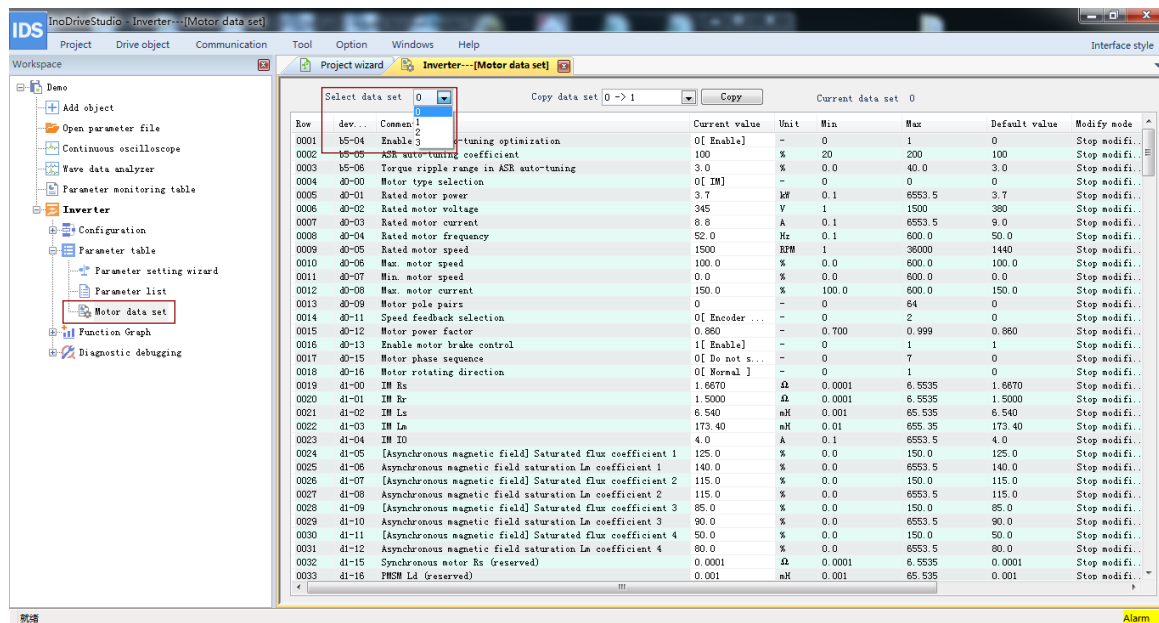 IDS InoDriveStudio - Inverter---[Motor data set]
Project Drive object Communication Tool Option Windows Help Interface style
Workspace
Project wizard Inverter---[Motor data set]
Demo
Add object
Open parameter file
Continuous oscilloscope
Wave data analyzer
Parameter monitoring table
Inverter
Configuration
Parameter table
Parameter setting wizard
Parameter list
Motor data set
Function Graph
Diagnostic debugging
Select data set 0 Copy data set 0 -> 1 Copy Current data set 0
0
1
2
3
Row dev... Commen Current value Unit Min Max Default value Modify mode
0001 b5-04 Enable -tuning optimization 0[ Enable] - 0 1 0 Stop modifi..
0002 b5-05 ASR auto-tuning coefficient 100 % 20 200 100 Stop modifi..
0003 b5-06 Torque ripple range in ASR auto-tuning 3.0 % 0.0 40.0 3.0 Stop modifi..
0004 d0-00 Motor type selection 0[ IM] - 0 0 0 Stop modifi..
0005 d0-01 Rated motor power 3.7 kW 0.1 6553.5 3.7 Stop modifi..
0006 d0-02 Rated motor voltage 345 V 1 1500 380 Stop modifi..
0007 d0-03 Rated motor current 8.8 A 0.1 6553.5 9.0 Stop modifi..
0008 d0-04 Rated motor frequency 52.0 Hz 0.1 600.0 50.0 Stop modifi..
0009 d0-05 Rated motor speed 1500 RPM 1 36000 1440 Stop modifi..
0010 d0-06 Max. motor speed 100.0 % 0.0 600.0 100.0 Stop modifi..
0011 d0-07 Min. motor speed 0.0 % 0.0 600.0 0.0 Stop modifi..
0012 d0-08 Max. motor current 150.0 % 100.0 600.0 150.0 Stop modifi..
0013 d0-09 Motor pole pairs 0 - 0 64 0 Stop modifi..
0014 d0-11 Speed feedback selection 0[ Encoder ... - 0 2 0 Stop modifi..
0015 d0-12 Motor power factor 0.860 - 0.700 0.999 0.860 Stop modifi..
0016 d0-13 Enable motor brake control 1[ Enable] - 0 1 1 Stop modifi..
0017 d0-15 Motor phase sequence 0[ Do not s... - 0 7 0 Stop modifi..
0018 d0-16 Motor rotating direction 0[ Normal ] - 0 1 0 Stop modifi..
0019 d1-00 IM Rs 1.6670 Ω 0.0001 6.5535 1.6670 Stop modifi..
0020 d1-01 IM Rr 1.5000 Ω 0.0001 6.5535 1.5000 Stop modifi..
0021 d1-02 IM Ls 6.540 mH 0.001 65.535 6.540 Stop modifi..
0022 d1-03 IM Lm 173.40 mH 0.01 655.35 173.40 Stop modifi..
0023 d1-04 IM IO 4.0 A 0.1 6553.5 4.0 Stop modifi..
0024 d1-05 [Asynchronous magnetic field] Saturated flux coefficient 1 125.0 % 0.0 150.0 125.0 Stop modifi..
0025 d1-06 Asynchronous magnetic field saturation Lm coefficient 1 140.0 % 0.0 6553.5 140.0 Stop modifi..
0026 d1-07 [Asynchronous magnetic field] Saturated flux coefficient 2 115.0 % 0.0 150.0 115.0 Stop modifi..
0027 d1-08 Asynchronous magnetic field saturation Lm coefficient 2 115.0 % 0.0 6553.5 115.0 Stop modifi..
0028 d1-09 [Asynchronous magnetic field] Saturated flux coefficient 3 85.0 % 0.0 150.0 85.0 Stop modifi..
0029 d1-10 Asynchronous magnetic field saturation Lm coefficient 3 90.0 % 0.0 6553.5 90.0 Stop modifi..
0030 d1-11 [Asynchronous magnetic field] Saturated flux coefficient 4 50.0 % 0.0 150.0 50.0 Stop modifi..
0031 d1-12 Asynchronous magnetic field saturation Lm coefficient 4 80.0 % 0.0 6553.5 80.0 Stop modifi..
0032 d1-15 Synchronous motor Rs (reserved) 0.0001 Ω 0.0001 6.5535 0.0001 Stop modifi..
0033 d1-16 PMSM Ld (reserved) 0.001 mH 0.001 65.535 0.001 Stop modifi..
就绪 Alarm